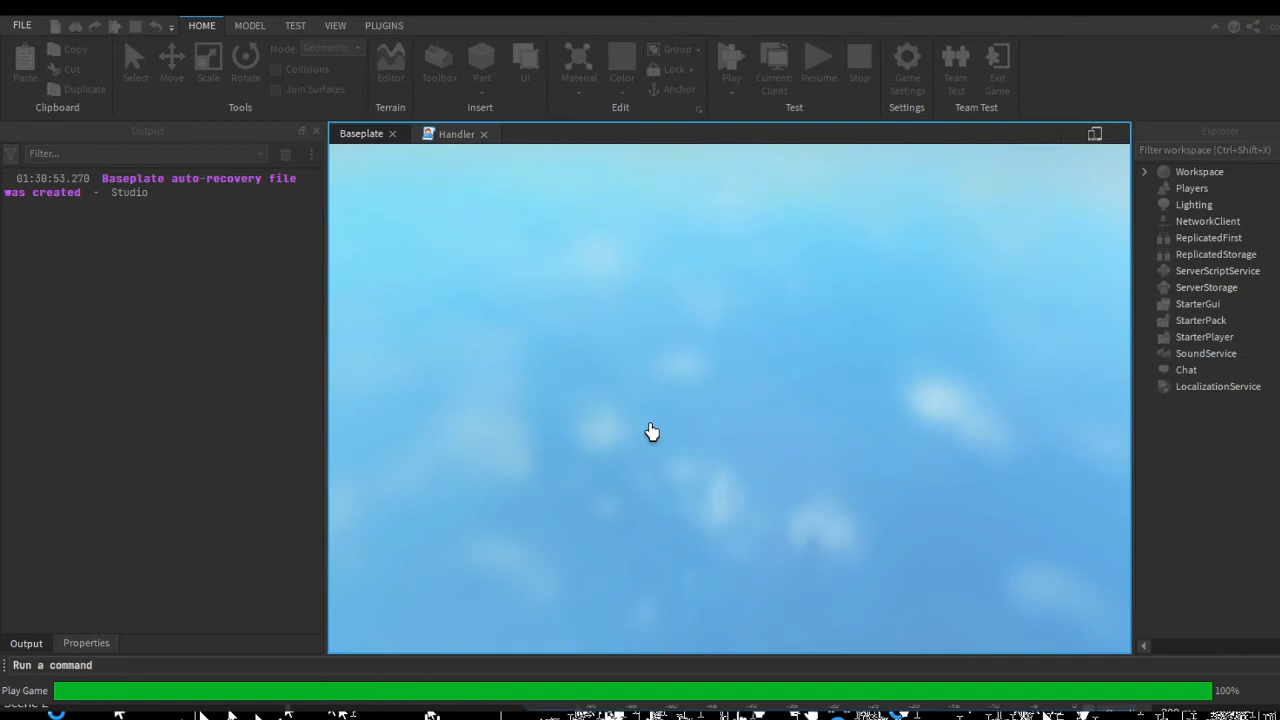 FILE HOME MODEL TEST VIEW PLUGINS
Copy Mode: Geometric Group
Cut Collisions Lock
Paste Duplicate Select Move Scale Rotate Join Surfaces Editor Toolbox Part UI Material Color Anchor Play Current: Client Resume Stop Game Settings Team Test Exit Game
Clipboard Tools Terrain Insert Edit Test Settings Team Test
Output Baseplate Handler Explorer
Filter... Filter workspace (Ctrl+Shift+X)
01:30:53.270 Baseplate auto-recovery file
was created - Studio
Workspace
Players
Lighting
NetworkClient
ReplicatedFirst
ReplicatedStorage
ServerScriptService
ServerStorage
StarterGui
StarterPack
StarterPlayer
SoundService
Chat
LocalizationService
Output Properties
Run a command
Play Game 100%